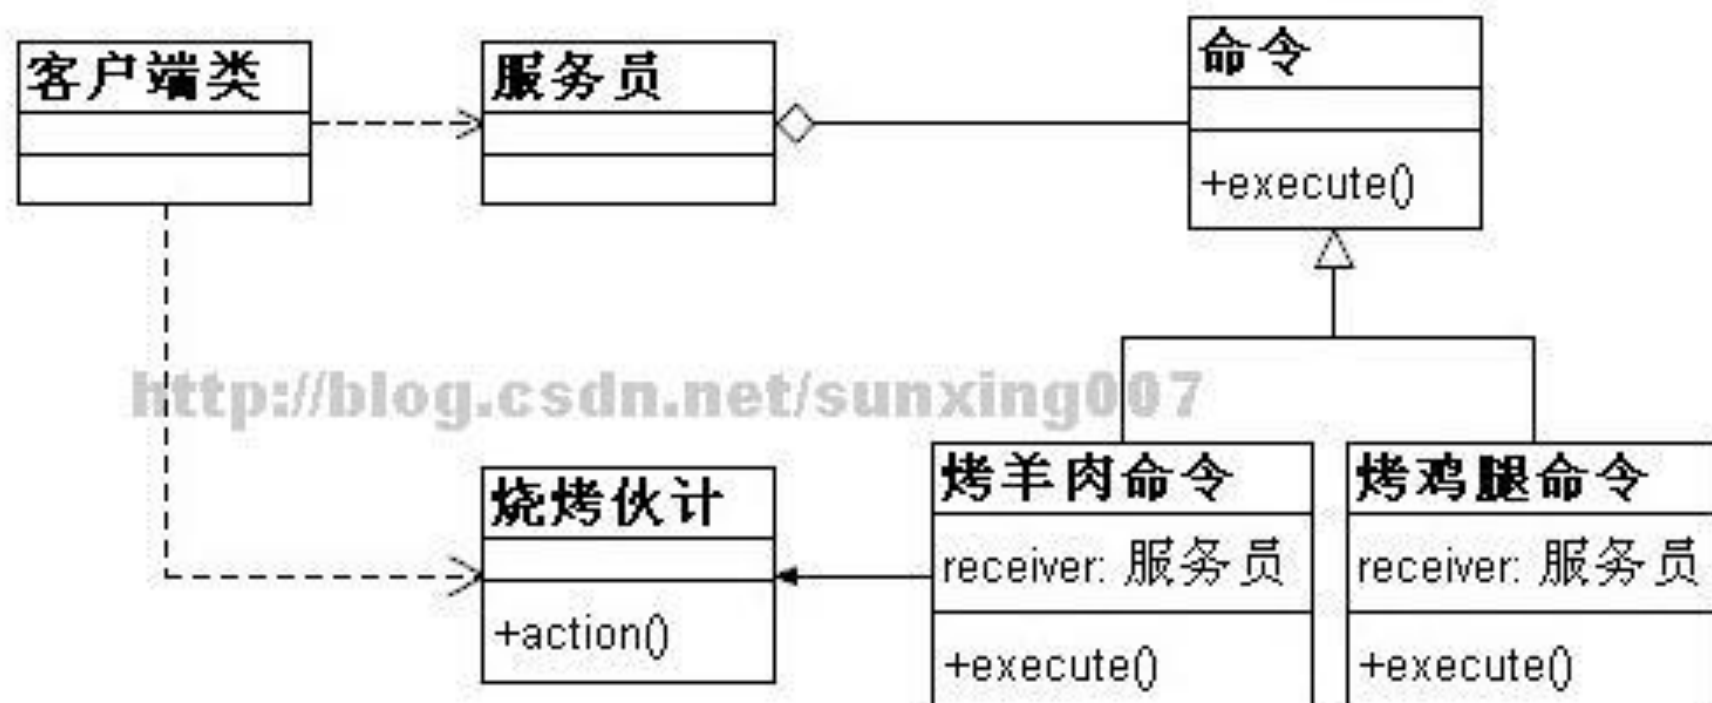 客户端类
服务员
命令
+execute()
http://blog.csdn.net/sunxing007
烧烤伙计
+action()
烤羊肉命令
receiver: 服务员
+execute()
烤鸡腿命令
receiver: 服务员
+execute()